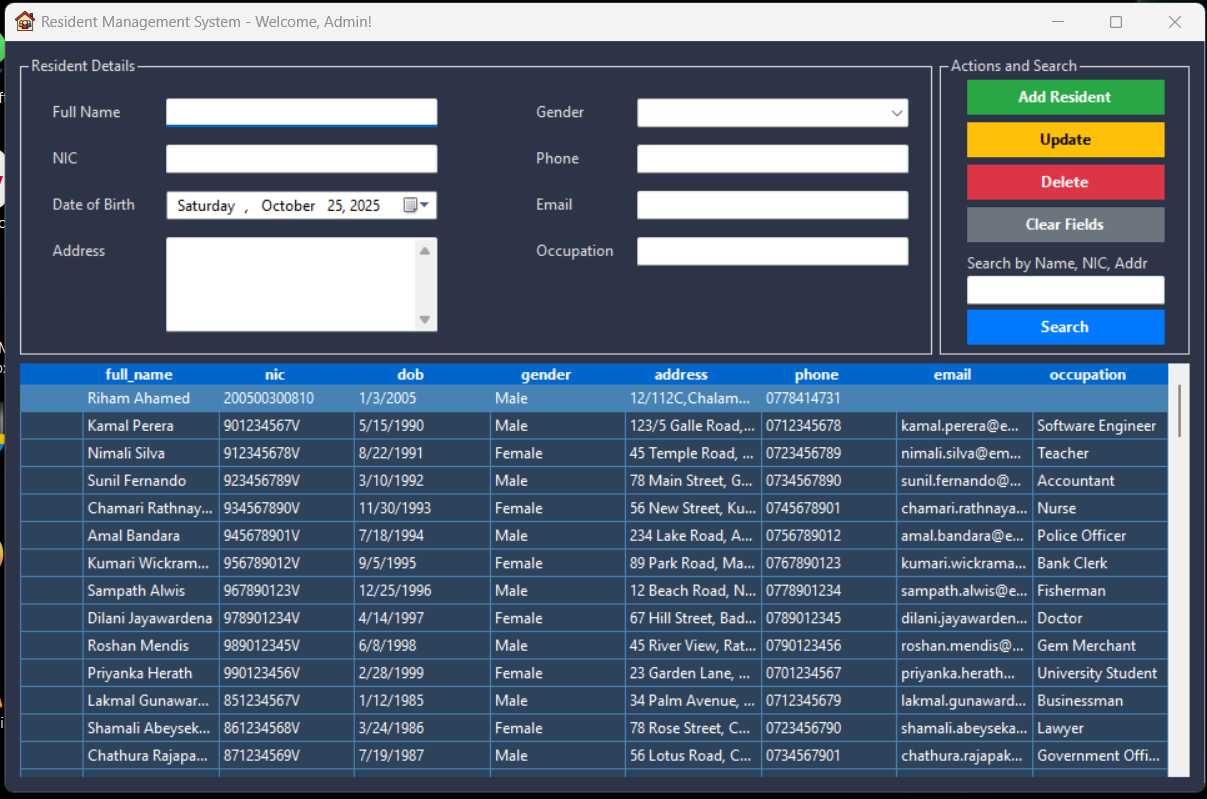 Resident Management System - Welcome, Admin!
Resident Details
Full Name
Gender
NIC
Phone
Date of Birth Saturday , October 25, 2025
Email
Address
Occupation
Actions and Search
Add Resident
Update
Delete
Clear Fields
Search by Name, NIC, Addr
Search
full_name nic dob gender address phone email occupation
Riham Ahamed 200500300810 1/3/2005 Male 12/112C,Chalam... 0778414731
Kamal Perera 901234567V 5/15/1990 Male 123/5 Galle Road,... 0712345678 kamal.perera@e... Software Engineer
Nimali Silva 912345678V 8/22/1991 Female 45 Temple Road, ... 0723456789 nimali.silva@em... Teacher
Sunil Fernando 923456789V 3/10/1992 Male 78 Main Street, G... 0734567890 sunil.fernando@... Accountant
Chamari Rathnay... 934567890V 11/30/1993 Female 56 New Street, Ku... 0745678901 chamari.rathnaya... Nurse
Amal Bandara 945678901V 7/18/1994 Male 234 Lake Road, A... 0756789012 amal.bandara@e... Police Officer
Kumari Wickram... 956789012V 9/5/1995 Female 89 Park Road, Ma... 0767890123 kumari.wickrama... Bank Clerk
Sampath Alwis 967890123V 12/25/1996 Male 12 Beach Road, N... 0778901234 sampath.alwis@e... Fisherman
Dilani Jayawardena 978901234V 4/14/1997 Female 67 Hill Street, Bad... 0789012345 dilani.jayawarden... Doctor
Roshan Mendis 989012345V 6/8/1998 Male 45 River View, Rat... 0790123456 roshan.mendis@... Gem Merchant
Priyanka Herath 990123456V 2/28/1999 Female 23 Garden Lane, ... 0701234567 priyanka.herath... University Student
Lakmal Gunawar... 851234567V 1/12/1985 Male 34 Palm Avenue, ... 0712345679 lakmal.gunaward... Businessman
Shamali Abeysek... 861234568V 3/24/1986 Female 78 Rose Street, C... 0723456790 shamali.abeyseka... Lawyer
Chathura Rajapa... 871234569V 7/19/1987 Male 56 Lotus Road, C... 0734567901 chathura.rajapak... Government Offi...